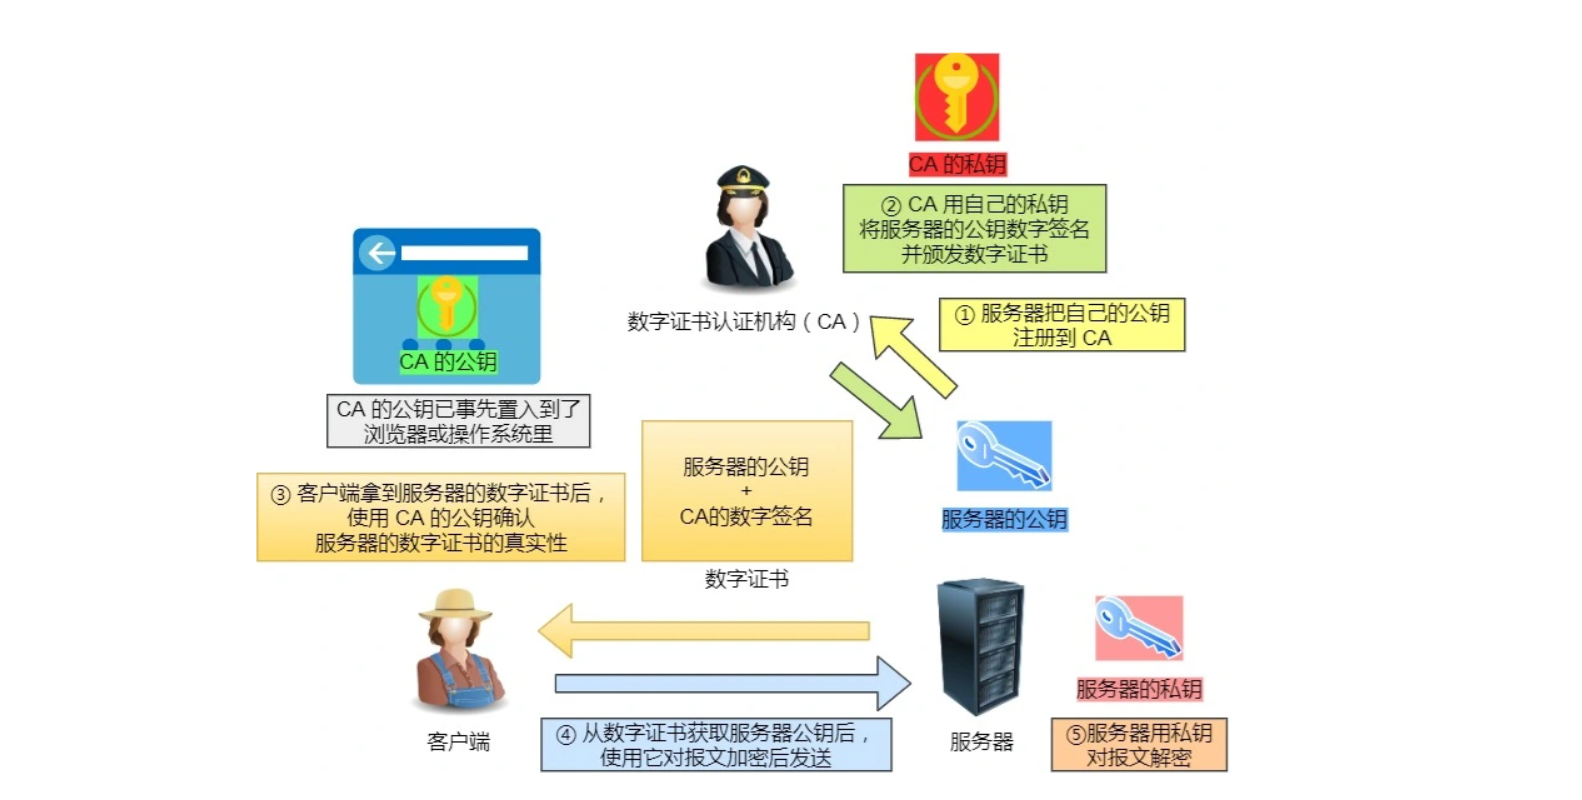 CA 的私钥
② CA 用自己的私钥
将服务器的公钥数字签名
并颁发数字证书
数字证书认证机构（CA）
① 服务器把自己的公钥
注册到 CA
CA 的公钥
CA 的公钥已事先置入到了
浏览器或操作系统里
③ 客户端拿到服务器的数字证书后，
使用 CA 的公钥确认
服务器的数字证书的真实性
服务器的公钥
+
CA的数字签名
数字证书
服务器的公钥
服务器的私钥
客户端
④ 从数字证书获取服务器公钥后，
使用它对报文加密后发送
服务器
⑤服务器用私钥
对报文解密